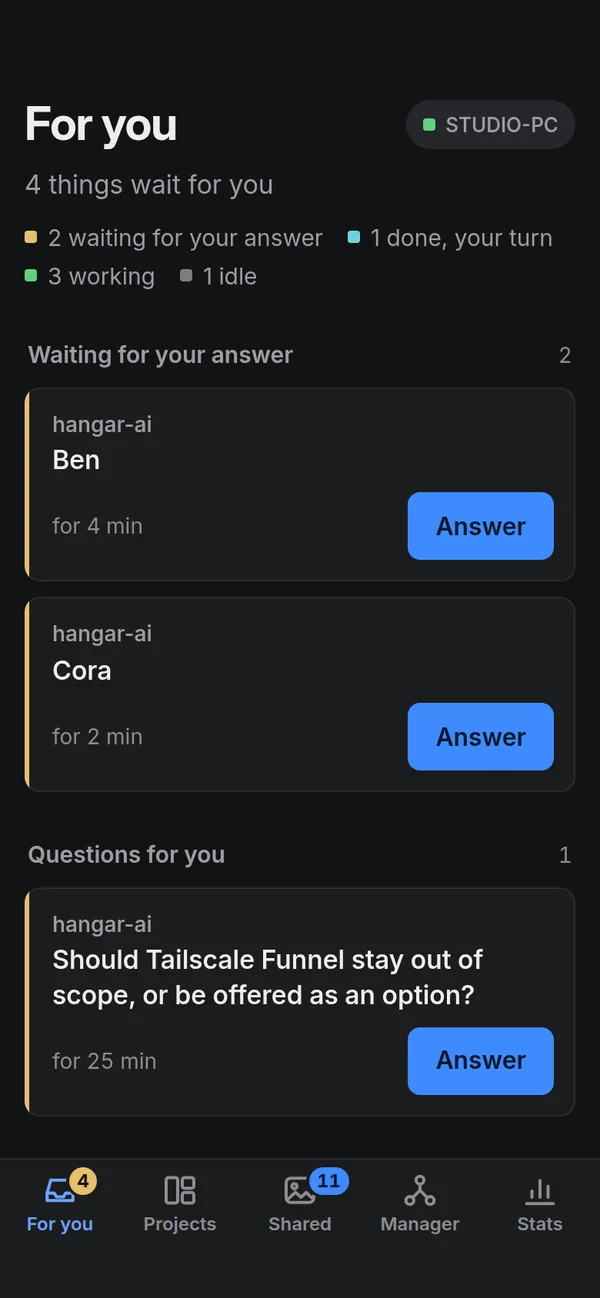 For you
STUDIO-PC
4 things wait for you
2 waiting for your answer
1 done, your turn
3 working
1 idle
Waiting for your answer
2
hangar-ai
Ben
for 4 min
Answer
hangar-ai
Cora
for 2 min
Answer
Questions for you
1
hangar-ai
Should Tailscale Funnel stay out of
scope, or be offered as an option?
for 25 min
Answer
4
11
For you
Projects
Shared
Manager
Stats